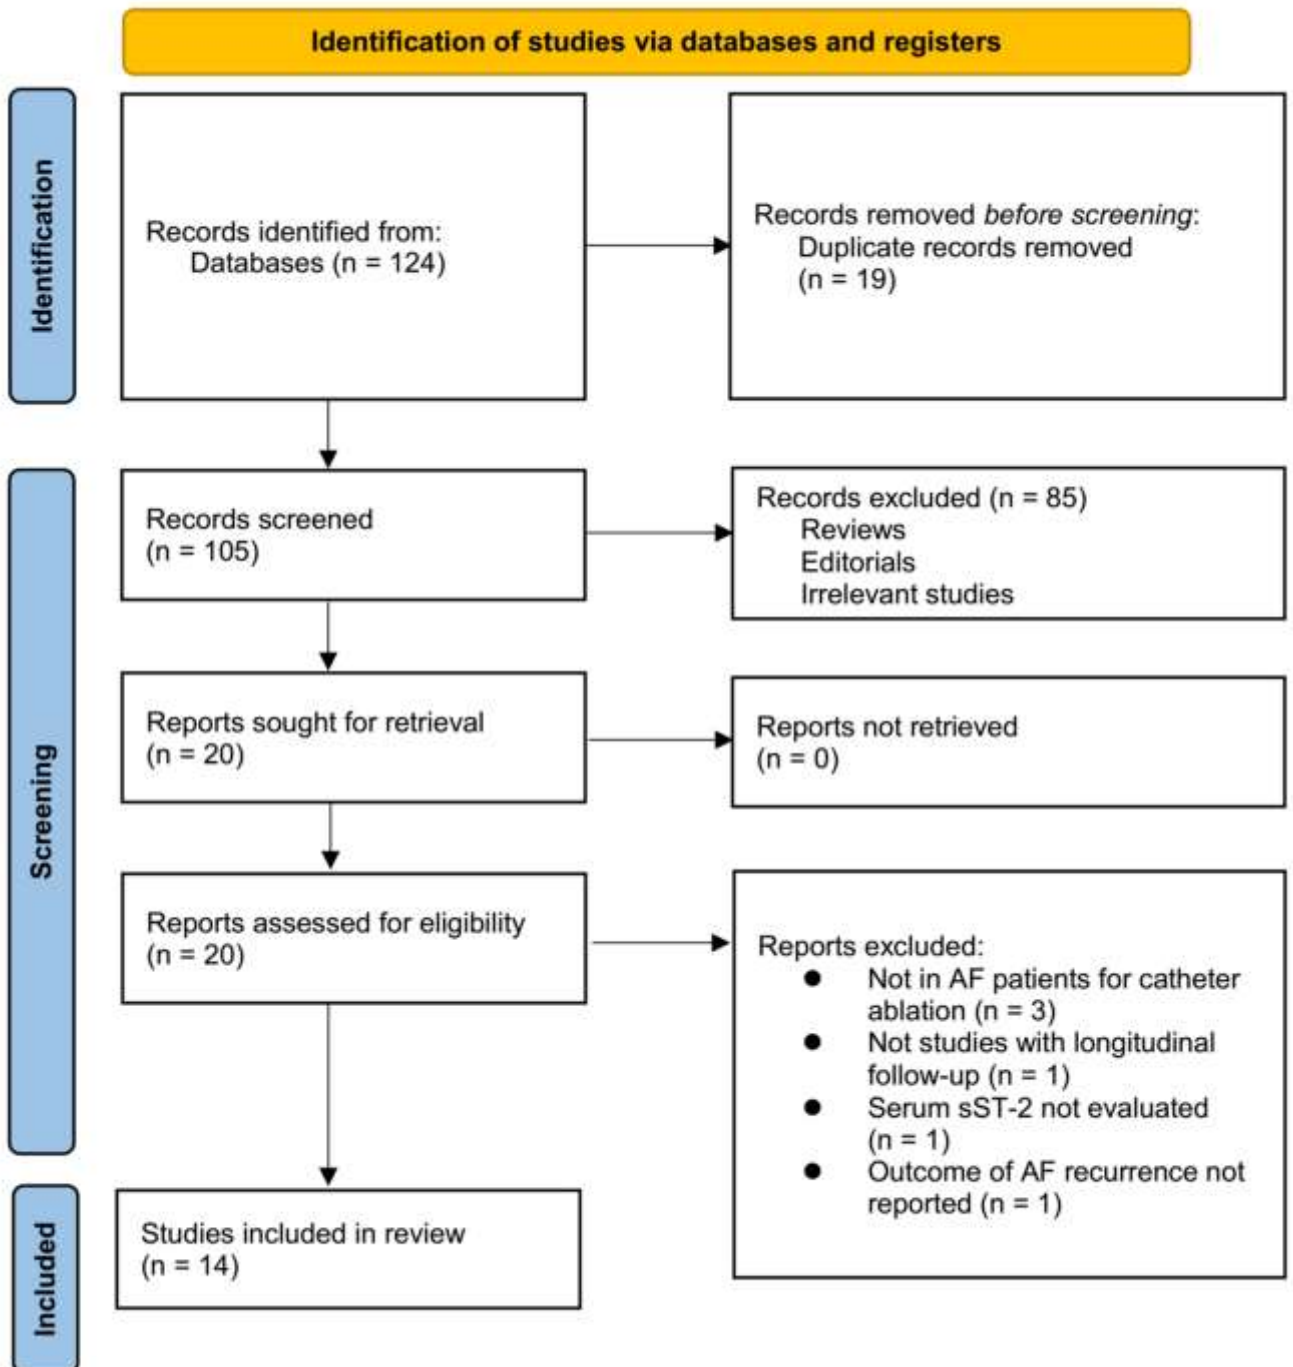 Identification of studies via databases and registers
Identification
Records identified from:
Databases (n = 124)
Records removed before screening:
Duplicate records removed
(n = 19)
Screening
Records screened
(n = 105)
Records excluded (n = 85)
Reviews
Editorials
Irrelevant studies
Reports sought for retrieval
(n = 20)
Reports not retrieved
(n = 0)
Reports assessed for eligibility
(n = 20)
Reports excluded:
● Not in AF patients for catheter
ablation (n = 3)
● Not studies with longitudinal
follow-up (n = 1)
● Serum sST-2 not evaluated
(n = 1)
● Outcome of AF recurrence not
reported (n = 1)
Included
Studies included in review
(n = 14)